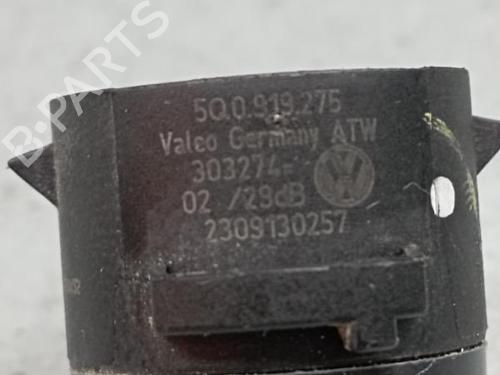 5Q0.919.275
Valeo Germany ATW
303274-
02 /29dB
2309130257
B-PARTS